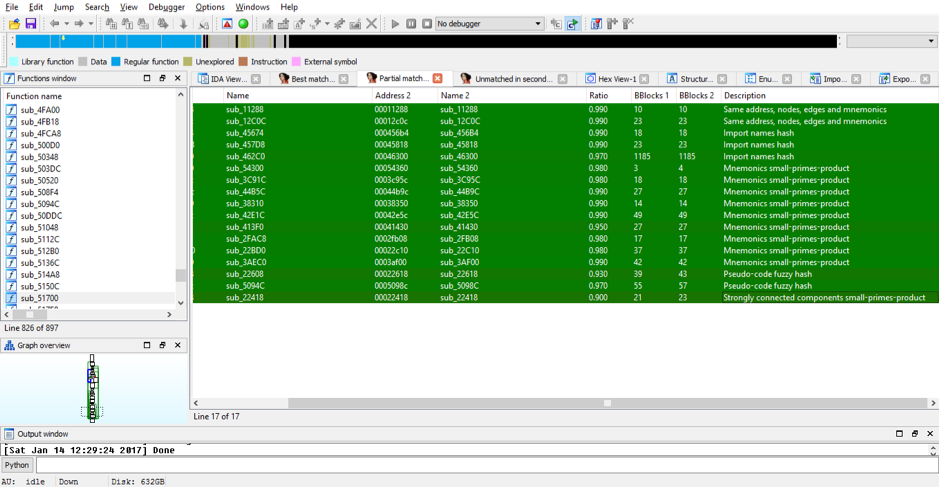 File Edit Jump Search View Debugger Options Windows Help
No debugger
Library function Data Regular function Unexplored Instruction External symbol
Functions window
IDA View... Best match... Partial match... Unmatched in second... Hex View-1 Structur... Enu... Impo... Expo...
Function name
sub_4FA00
sub_4FB18
sub_4FCA8
sub_500D0
sub_50348
sub_503DC
sub_50520
sub_508F4
sub_5094C
sub_50DDC
sub_51048
sub_5112C
sub_512B0
sub_5136C
sub_514A8
sub_5150C
sub_51700
Line 826 of 897
Graph overview
Name Address 2 Name 2 Ratio BBlocks 1 BBlocks 2 Description
sub_11288 00011288 sub_11288 0.990 10 10 Same address, nodes, edges and mnemonics
sub_12C0C 00012c0c sub_12C0C 0.990 23 23 Same address, nodes, edges and mnemonics
sub_45674 000456b4 sub_456B4 0.990 18 18 Import names hash
sub_457D8 00045818 sub_45818 0.990 23 23 Import names hash
sub_462C0 00046300 sub_46300 0.970 1185 1185 Import names hash
sub_54300 00054360 sub_54360 0.980 3 4 Mnemonics small-primes-product
sub_3C91C 0003c95c sub_3C95C 0.980 18 18 Mnemonics small-primes-product
sub_44B5C 00044b9c sub_44B9C 0.990 27 27 Mnemonics small-primes-product
sub_38310 00038350 sub_38350 0.990 14 14 Mnemonics small-primes-product
sub_42E1C 00042e5c sub_42E5C 0.990 49 49 Mnemonics small-primes-product
sub_413F0 00041430 sub_41430 0.950 27 27 Mnemonics small-primes-product
sub_2FAC8 0002fb08 sub_2FB08 0.980 17 17 Mnemonics small-primes-product
sub_22BD0 00022c10 sub_22C10 0.980 37 37 Mnemonics small-primes-product
sub_3AEC0 0003af00 sub_3AF00 0.990 42 42 Mnemonics small-primes-product
sub_22608 00022618 sub_22618 0.930 39 43 Pseudo-code fuzzy hash
sub_5094C 0005098c sub_5098C 0.970 55 57 Pseudo-code fuzzy hash
sub_22418 00022418 sub_22418 0.900 21 23 Strongly connected components small-primes-product
Line 17 of 17
Output window
[Sat Jan 14 12:29:24 2017] Done
Python
AU: idle Down Disk: 632GB